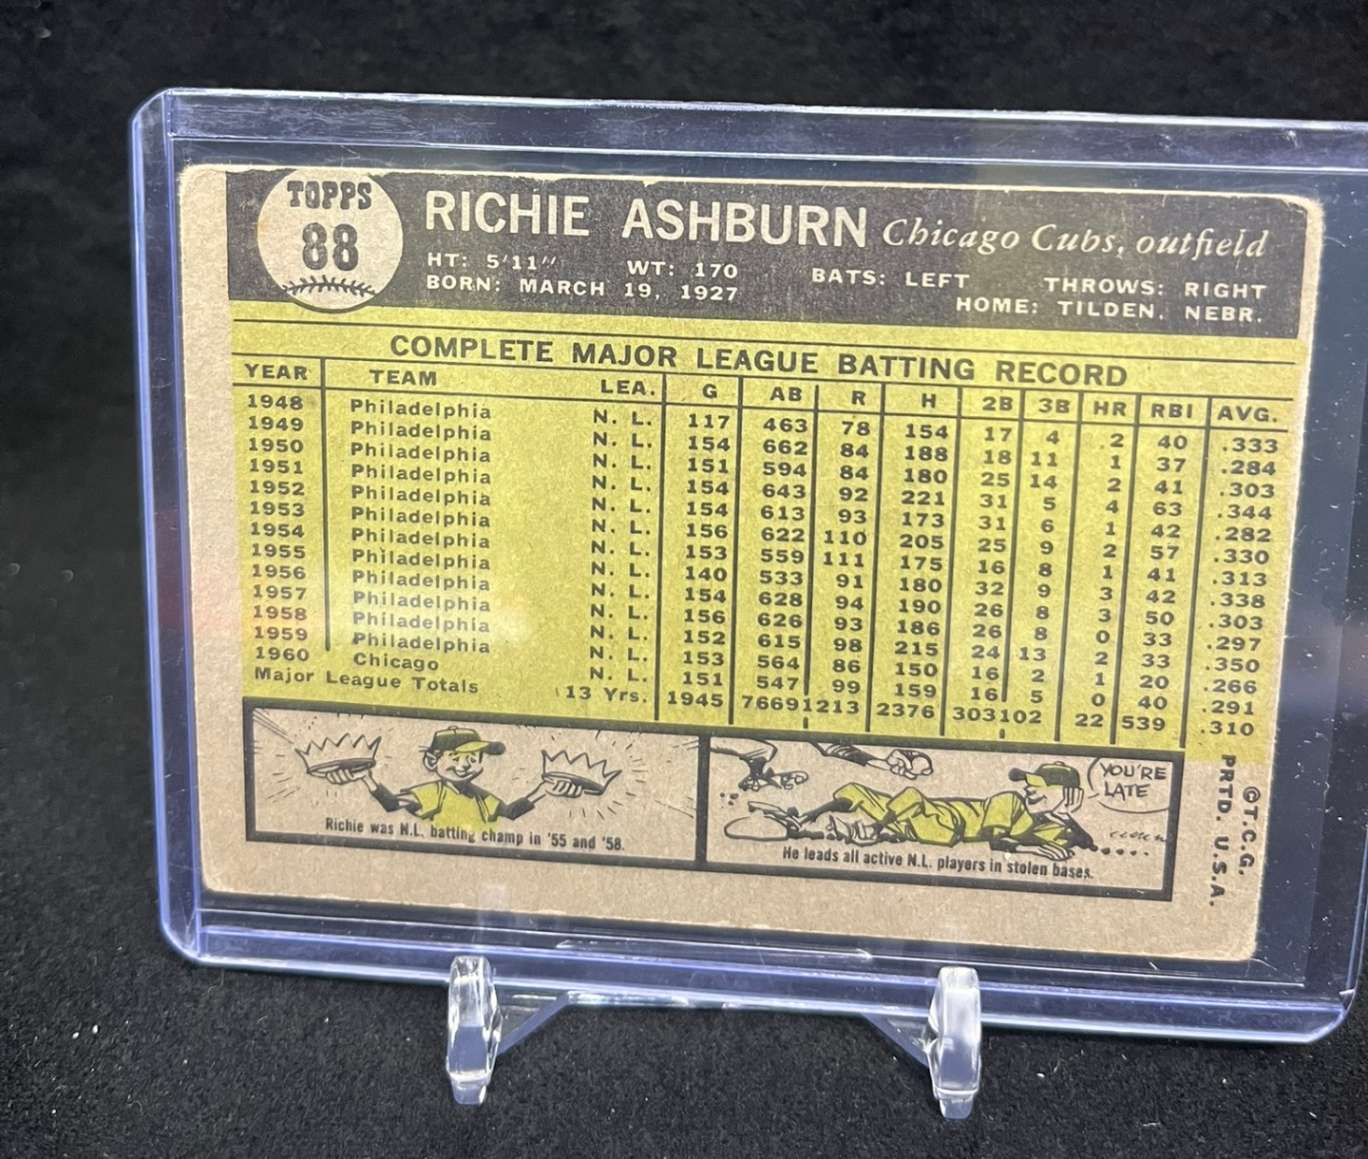 TOPPS
88
RICHIE ASHBURN Chicago Cubs, outfield
HT: 5'11" WT: 170 BATS: LEFT THROWS: RIGHT
BORN: MARCH 19, 1927 HOME: TILDEN, NEBR.
COMPLETE MAJOR LEAGUE BATTING RECORD
YEAR TEAM LEA. G AB R H 2B 3B HR RBI AVG.
1948 Philadelphia N. L. 117 463 78 154 17 4 2 40 .333
1949 Philadelphia N. L. 154 662 84 188 18 11 1 37 .284
1950 Philadelphia N. L. 151 594 84 180 25 14 2 41 .303
1951 Philadelphia N. L. 154 643 92 221 31 5 4 63 .344
1952 Philadelphia N. L. 154 613 93 173 31 6 1 42 .282
1953 Philadelphia N. L. 156 622 110 205 25 9 2 57 .330
1954 Philadelphia N. L. 153 559 111 175 16 8 1 41 .313
1955 Philadelphia N. L. 140 533 91 180 32 9 3 42 .338
1956 Philadelphia N. L. 154 628 94 190 26 8 3 50 .303
1957 Philadelphia N. L. 156 626 93 186 26 8 0 33 .297
1958 Philadelphia N. L. 152 615 98 215 24 13 2 33 .350
1959 Philadelphia N. L. 153 564 86 150 16 2 1 20 .266
1960 Chicago N. L. 151 547 99 159 16 5 0 40 .291
Major League Totals 13 Yrs. 1945 7669 1213 2376 303 102 22 539 .310
Richie was N.L. batting champ in '55 and '58.
YOU'RE
LATE
He leads all active N.L. players in stolen bases.
©T.C.G.
PRTD. U.S.A.